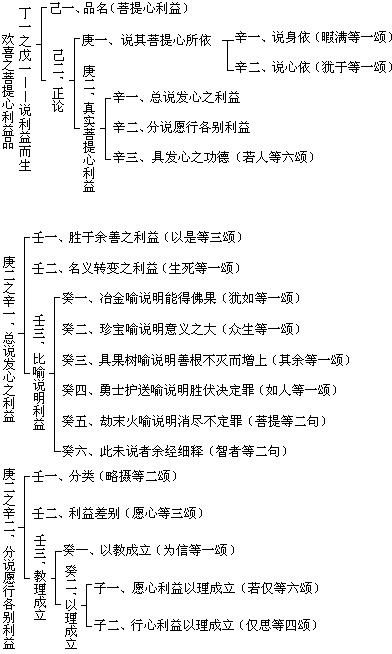 丁一之戊一——说利益而生
欢喜之菩提心利益品
己一、品名(菩提心利益)
己二、正论
庚一、说其菩提心所依
辛一、说身依(暇满等一颂)
辛二、说心依(犹于等一颂)
庚二、真实菩提心利益
辛一、总说发心之利益
辛二、分说愿行各别利益
辛三、具发心之功德(若人等六颂)
庚二之辛一、总说发心之利益
壬一、胜于余善之利益(以是等三颂)
壬二、名义转变之利益(生死等一颂)
壬三、比喻说明利益
癸一、冶金喻说明能得佛果(犹如等一颂)
癸二、珍宝喻说明意义之大(众生等一颂)
癸三、具果树喻说明善根不灭而增上(其余等一颂)
癸四、勇士护送喻说明胜伏决定罪(如人等一颂)
癸五、劫末火喻说明消尽不定罪(菩提等二句)
癸六、此未说者余经细释(智者等二句)
庚二之辛二、分说愿行各别利益
壬一、分类(略摄等二颂)
壬二、利益差别(愿心等三颂)
壬三、教理成立
癸一、以教成立(为信等一颂)
癸二、以理成立
子一、愿心利益以理成立(若仅等六颂)
子二、行心利益以理成立(仅思等四颂)